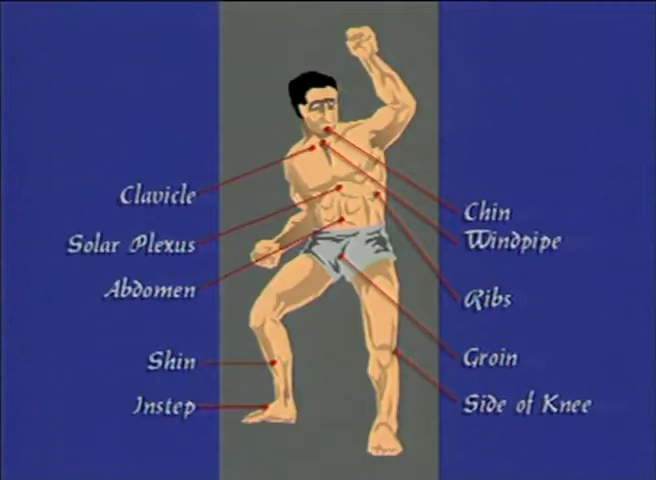 Clavicle
Solar Plexus
Abdomen
Shin
Instep
Chin
Windpipe
Ribs
Groin
Side of Knee